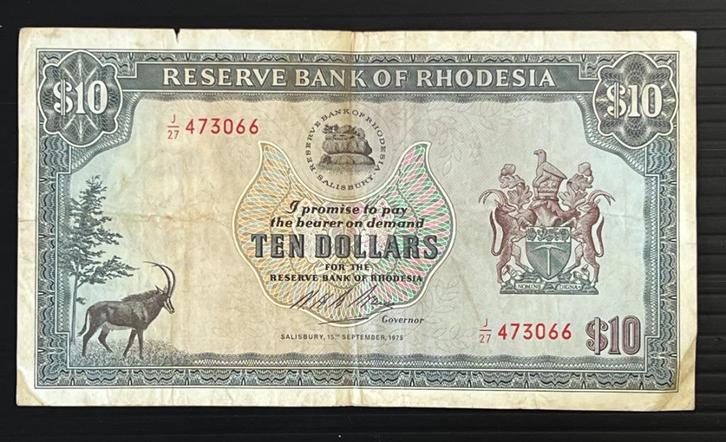 RESERVE BANK OF RHODESIA
$10
$10
J/27 473066
RESERVE BANK OF RHODESIA
· SALISBURY ·
I promise to pay
the bearer on demand
TEN DOLLARS
FOR THE
RESERVE BANK OF RHODESIA
Governor
SALISBURY, 15TH SEPTEMBER, 1975
J/27 473066
$10